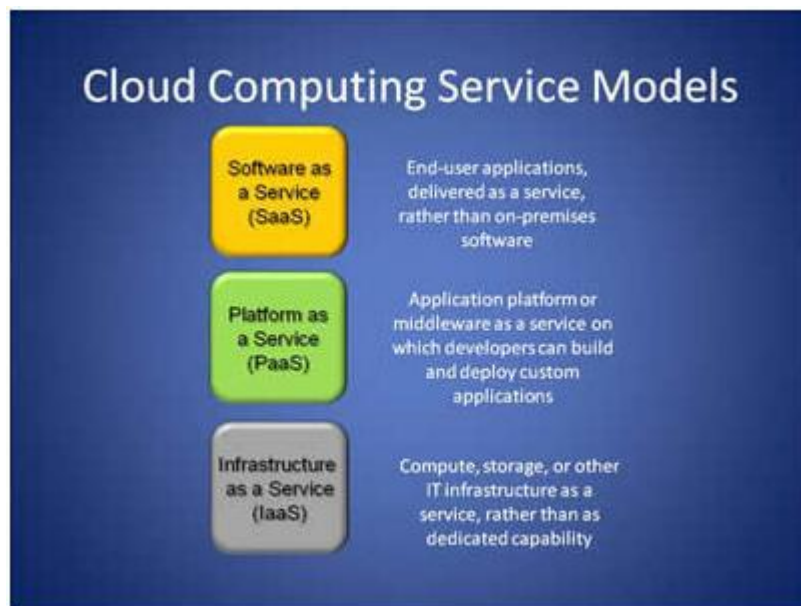 Cloud Computing Service Models
Software as
a Service
(SaaS)
End-user applications,
delivered as a service,
rather than on-premises
software
Platform as
a Service
(PaaS)
Application platform or
middleware as a service on
which developers can build
and deploy custom
applications
Infrastructure
as a Service
(IaaS)
Compute, storage, or other
IT infrastructure as a
service, rather than as
dedicated capability